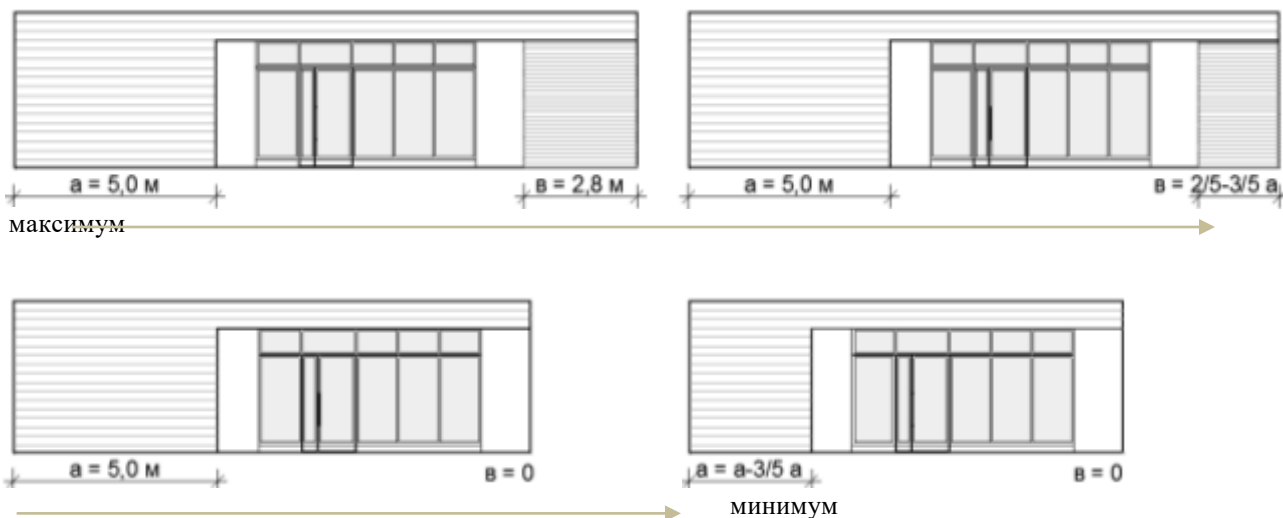 a = 5,0 м
в = 2,8 м
a = 5,0 м
в = 2/5-3/5 a
максимум
a = 5,0 м
в = 0
a = a-3/5 a
в = 0
минимум